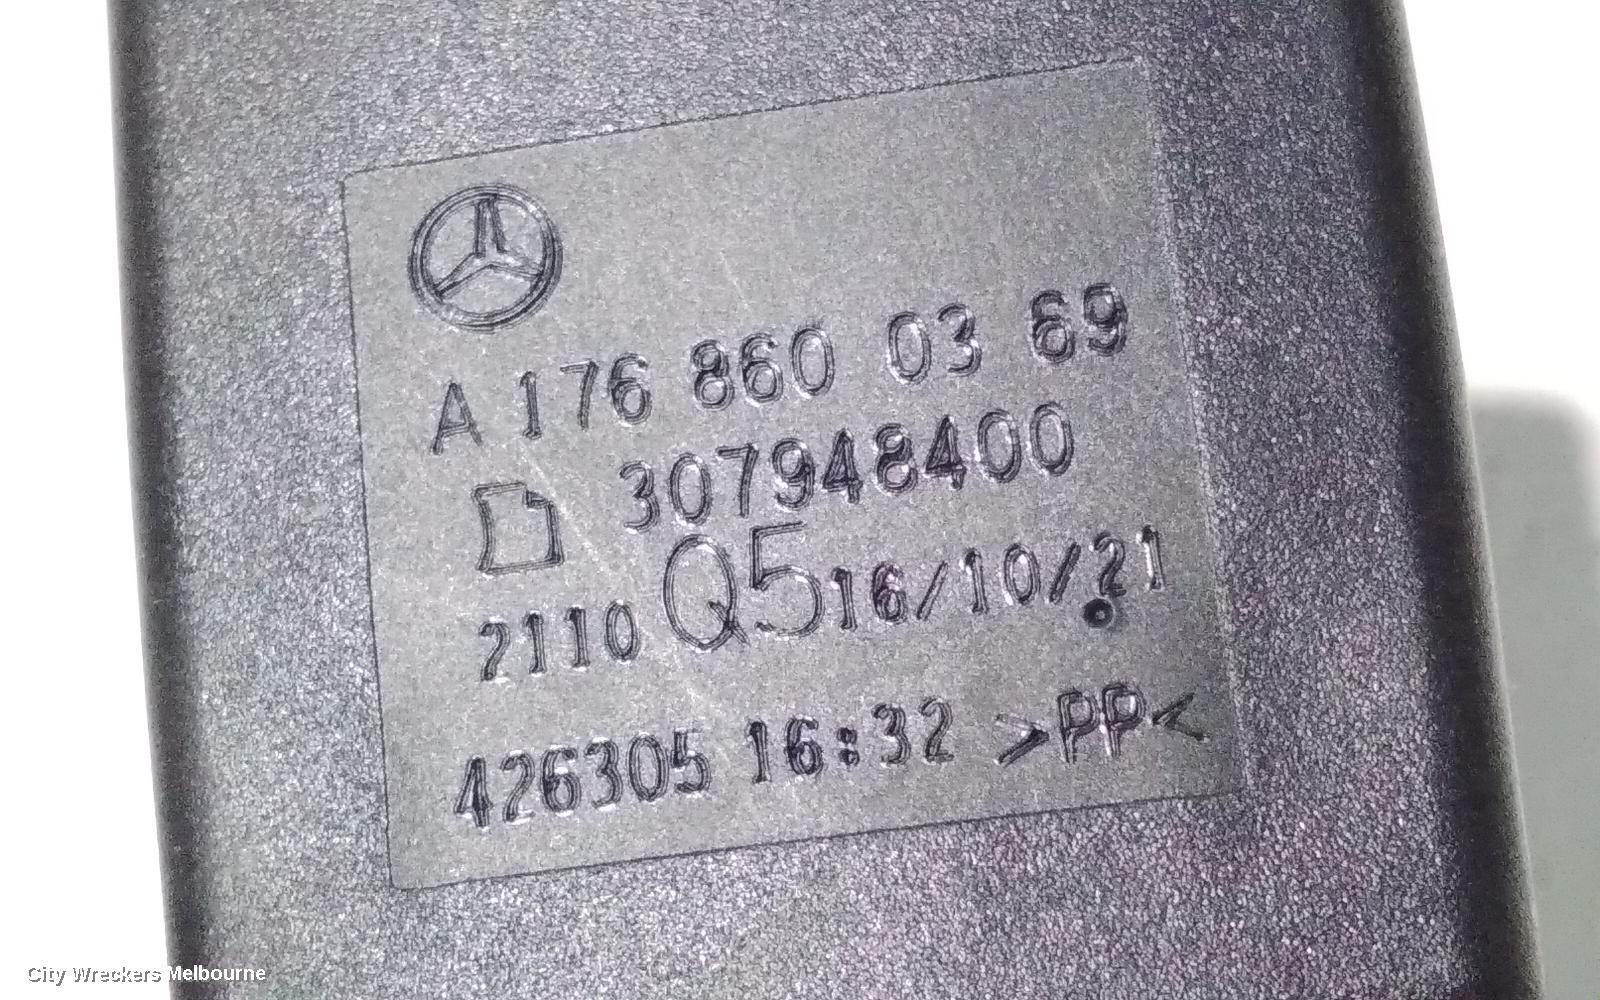 A 176 860 03 69
307948400
2110 Q5 16/10/21
426305 16:32 >PP<
City Wreckers Melbourne